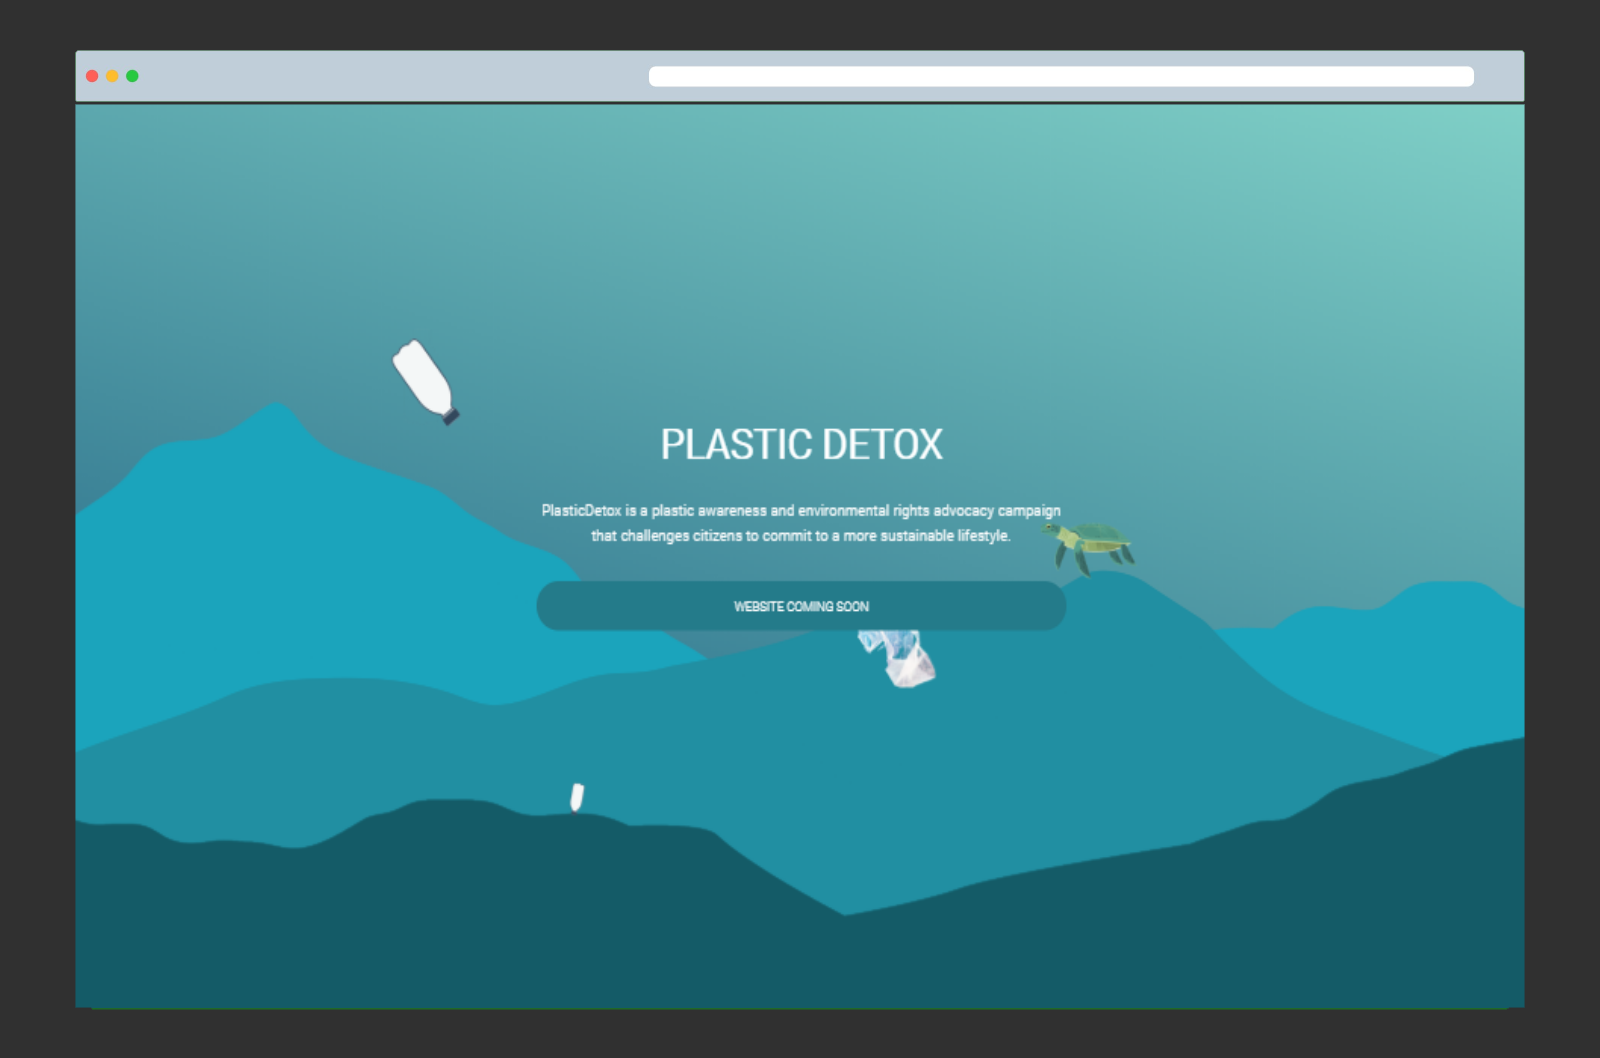 PLASTIC DETOX
PlasticDetox is a plastic awareness and environmental rights advocacy campaign
that challenges citizens to commit to a more sustainable lifestyle.
WEBSITE COMING SOON